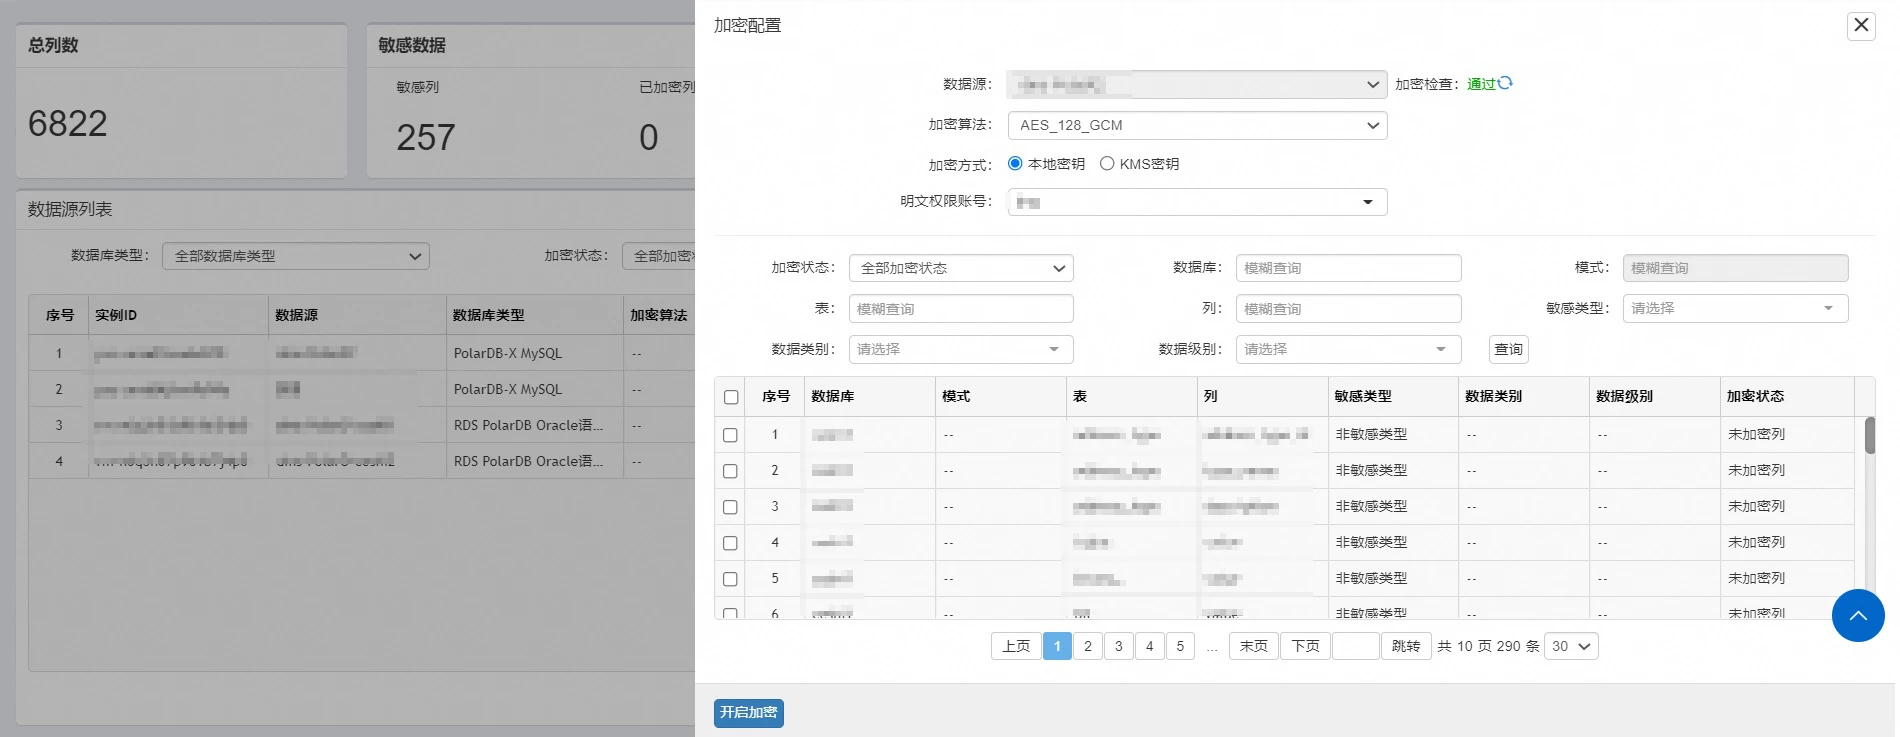 总列数
6822
敏感数据
敏感列
已加密列
257
0
数据源列表
数据库类型：
全部数据库类型
加密状态：
全部加密
序号 实例ID 数据源 数据库类型 加密算法
1 PolarDB-X MySQL --
2 PolarDB-X MySQL --
3 RDS PolarDB Oracle语... --
4 RDS PolarDB Oracle语... --
加密配置
数据源：
加密检查：
通过
加密算法：
AES_128_GCM
加密方式：
本地密钥
KMS密钥
明文权限账号：
加密状态：
全部加密状态
数据库：
模糊查询
模式：
模糊查询
表：
模糊查询
列：
模糊查询
敏感类型：
请选择
数据类别：
请选择
数据级别：
请选择
查询
序号 数据库 模式 表 列 敏感类型 数据类别 数据级别 加密状态
1 -- 非敏感类型 -- -- 未加密列
2 -- 非敏感类型 -- -- 未加密列
3 -- 非敏感类型 -- -- 未加密列
4 -- 非敏感类型 -- -- 未加密列
5 -- 非敏感类型 -- -- 未加密列
6 -- 非敏感类型 -- -- 未加密列
上页 1 2 3 4 5 ... 末页 下页 跳转 共 10 页 290 条 30
开启加密